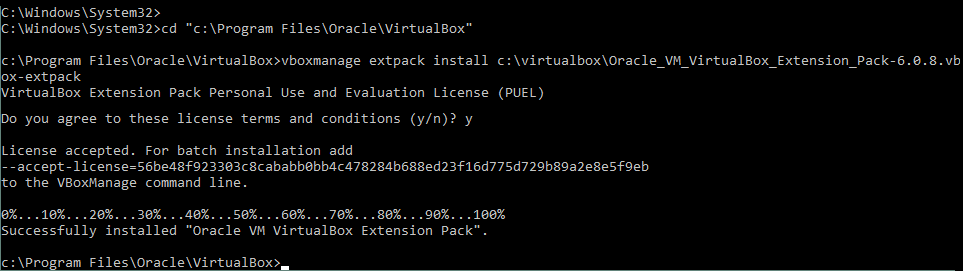 C:\Windows\System32>
C:\Windows\System32>cd "c:\Program Files\Oracle\VirtualBox"
c:\Program Files\Oracle\VirtualBox>vboxmanage extpack install c:\virtualbox\Oracle_VM_VirtualBox_Extension_Pack-6.0.8.vb
ox-extpack
VirtualBox Extension Pack Personal Use and Evaluation License (PUEL)
Do you agree to these license terms and conditions (y/n)? y
License accepted. For batch installation add
--accept-license=56be48f923303c8cababb0bb4c478284b688ed23f16d775d729b89a2e8e5f9eb
to the VBoxManage command line.
0%...10%...20%...30%...40%...50%...60%...70%...80%...90%...100%
Successfully installed "Oracle VM VirtualBox Extension Pack".
c:\Program Files\Oracle\VirtualBox>